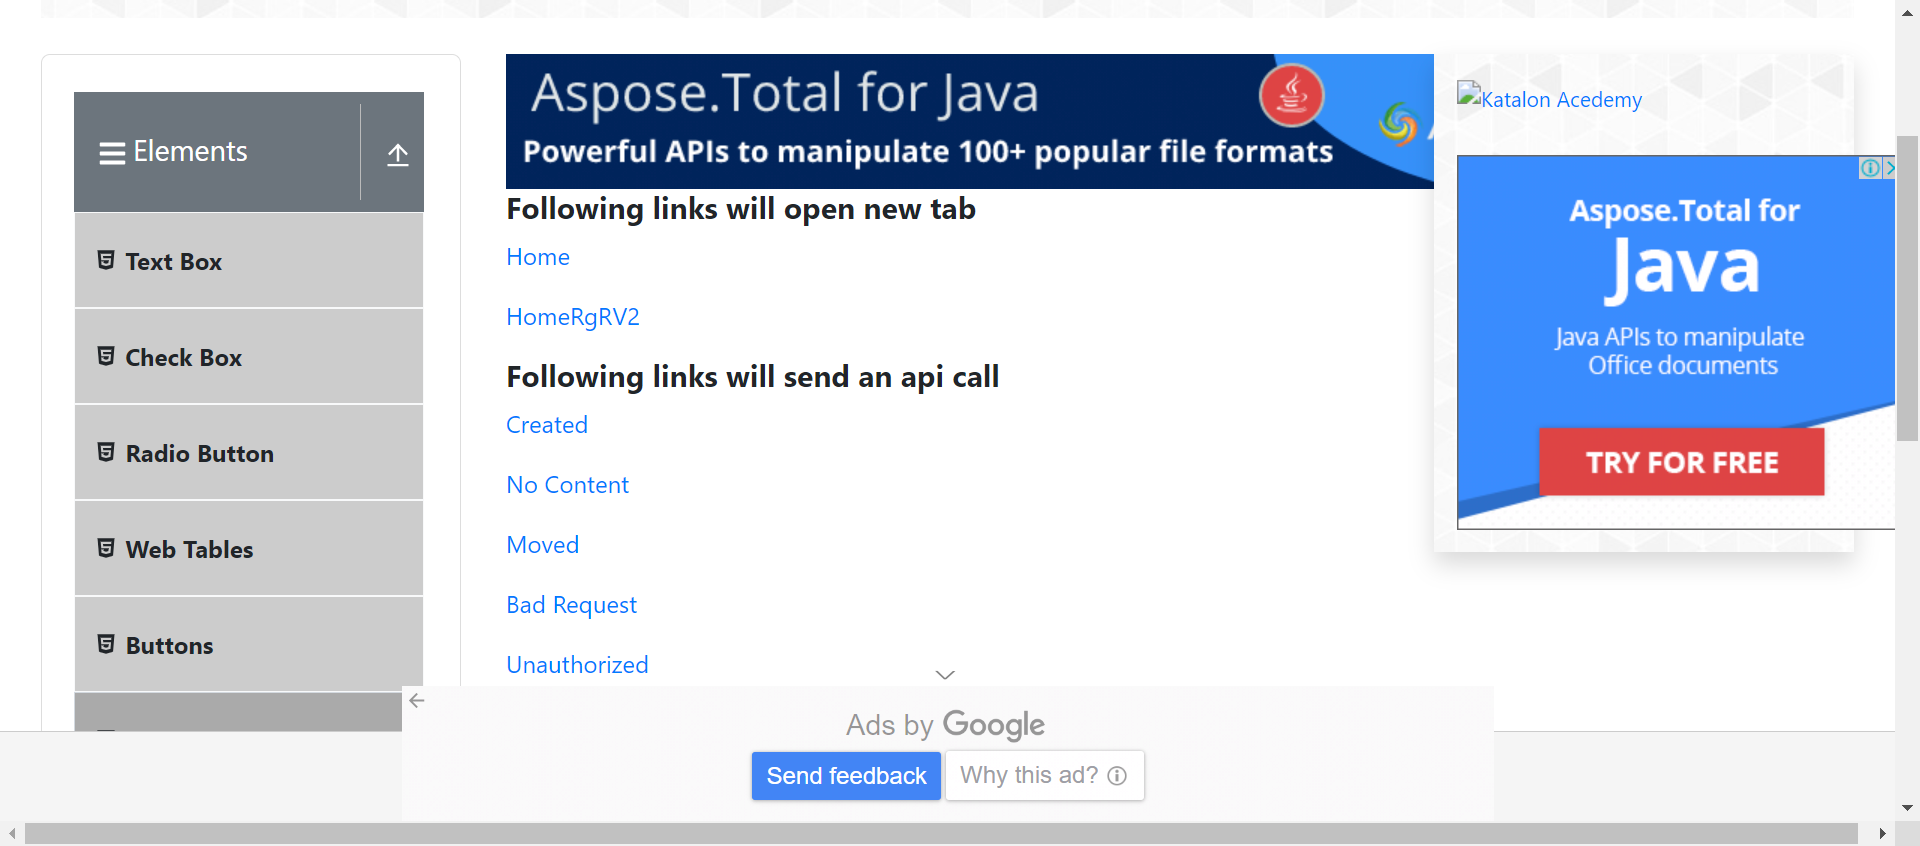 Elements
Text Box
Check Box
Radio Button
Web Tables
Buttons
Aspose.Total for Java
Powerful APIs to manipulate 100+ popular file formats
Following links will open new tab
Home
HomeRgRV2
Following links will send an api call
Created
No Content
Moved
Bad Request
Unauthorized
Katalon Acedemy
Aspose.Total for
Java
Java APIs to manipulate
Office documents
TRY FOR FREE
Ads by Google
Send feedback
Why this ad?